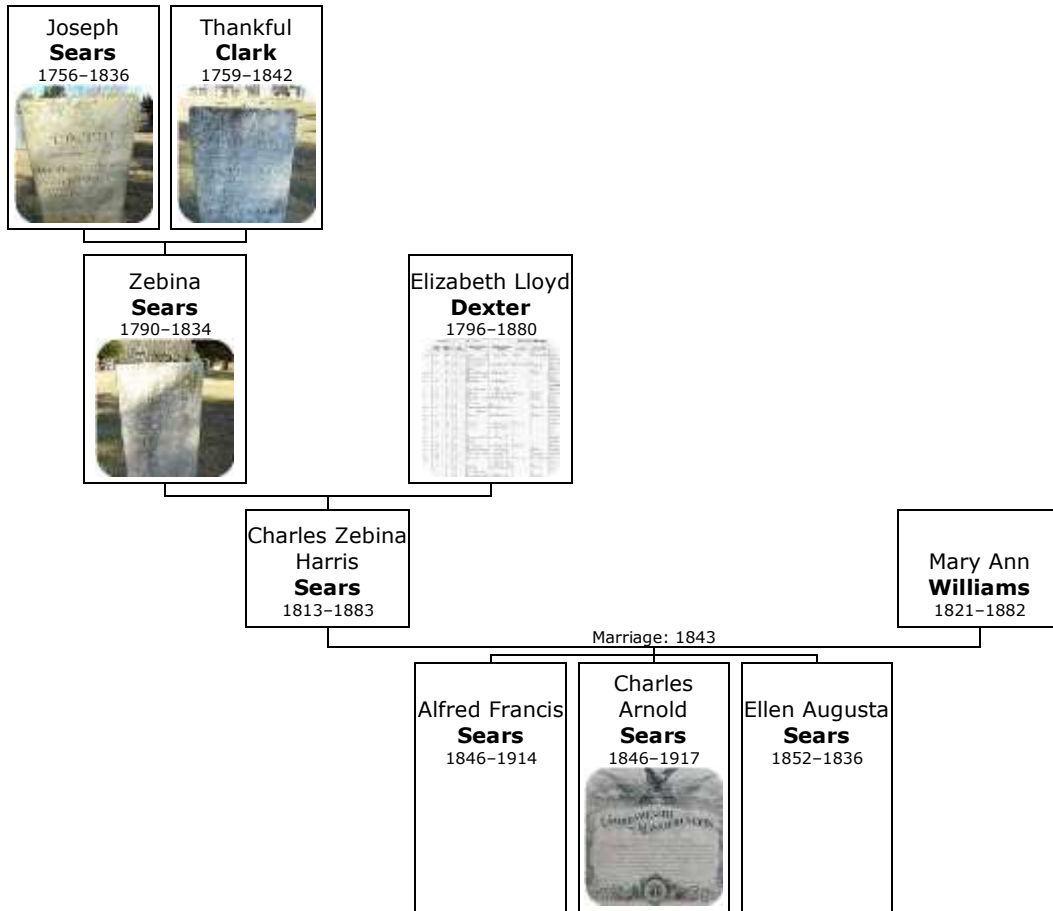 Joseph
Sears
1756–1836
Thankful
Clark
1759–1842
Zebina
Sears
1790–1834
Elizabeth Lloyd
Dexter
1796–1880
Charles Zebina
Harris
Sears
1813–1883
Mary Ann
Williams
1821–1882
Marriage: 1843
Alfred Francis
Sears
1846–1914
Charles
Arnold
Sears
1846–1917
Ellen Augusta
Sears
1852–1836